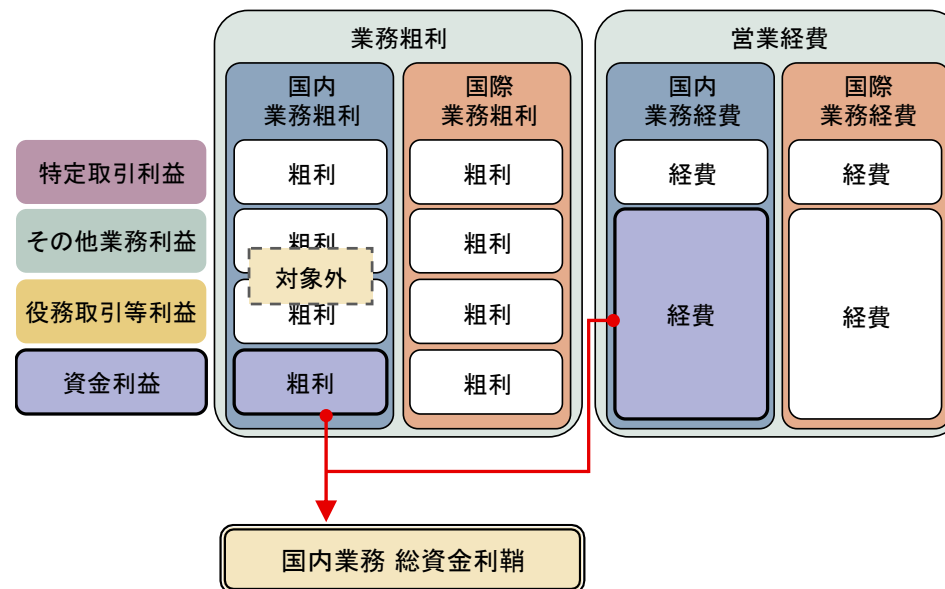 業務粗利
営業経費
国内
業務粗利
国際
業務粗利
国内
業務経費
国際
業務経費
特定取引利益
粗利
粗利
経費
経費
その他業務利益
粗利
粗利
対象外
役務取引等利益
粗利
粗利
経費
経費
資金利益
粗利
粗利
国内業務 総資金利鞘